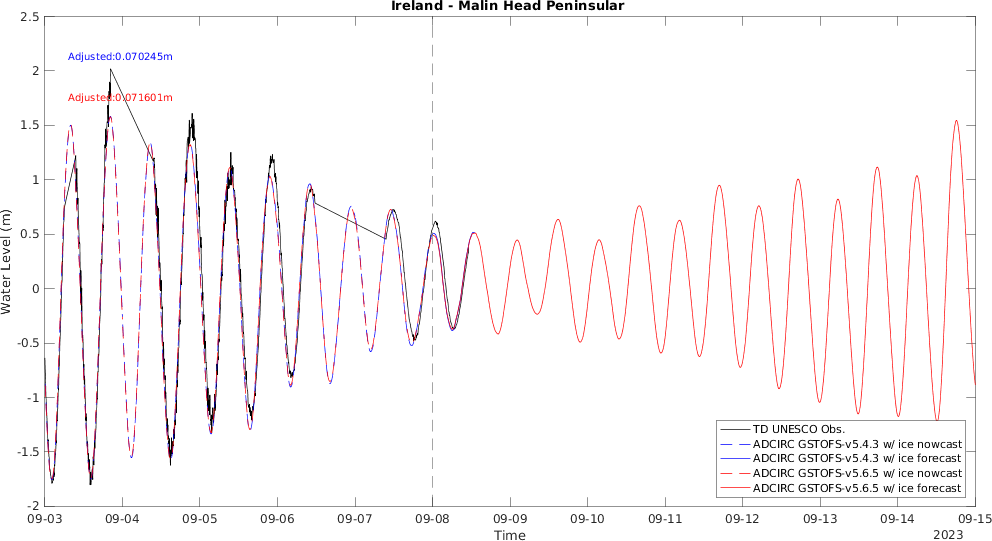 Ireland - Malin Head Peninsular
2.5
2
1.5
1
0.5
0
-0.5
-1
-1.5
-2
Water Level (m)
Adjusted:0.070245m
Adjusted:0.071601m
TD UNESCO Obs.
ADCIRC GSTOFS-v5.4.3 w/ ice nowcast
ADCIRC GSTOFS-v5.4.3 w/ ice forecast
ADCIRC GSTOFS-v5.6.5 w/ ice nowcast
ADCIRC GSTOFS-v5.6.5 w/ ice forecast
09-03 09-04 09-05 09-06 09-07 09-08 09-09 09-10 09-11 09-12 09-13 09-14 09-15
Time
2023